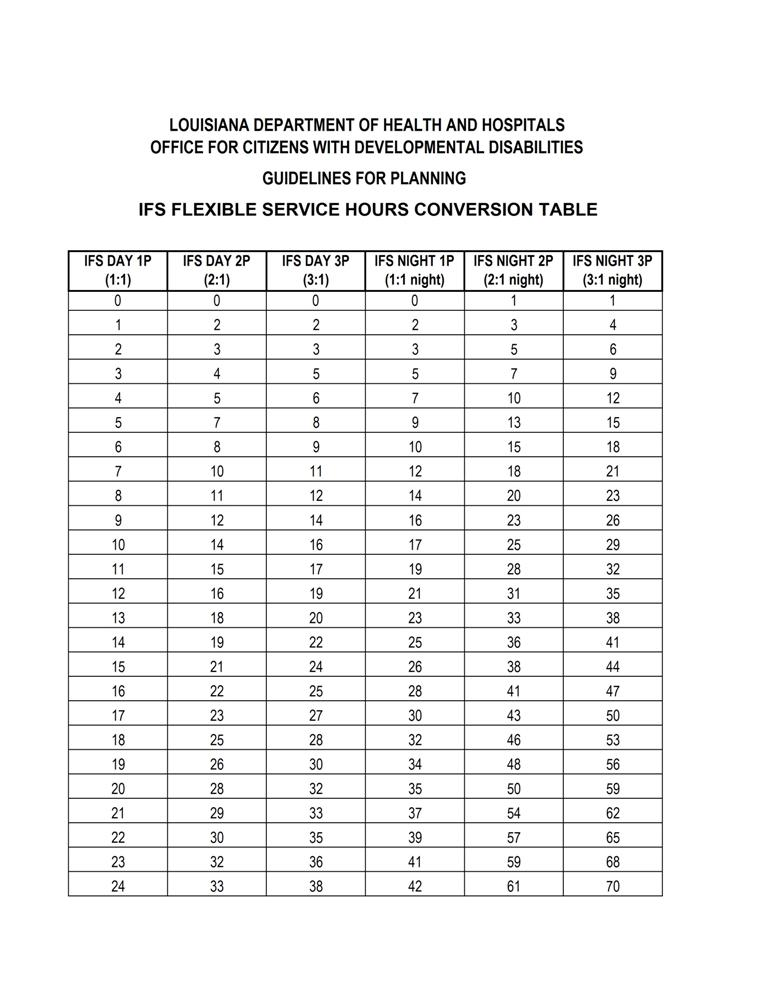 LOUISIANA DEPARTMENT OF HEALTH AND HOSPITALS
OFFICE FOR CITIZENS WITH DEVELOPMENTAL DISABILITIES
GUIDELINES FOR PLANNING
IFS FLEXIBLE SERVICE HOURS CONVERSION TABLE
IFS DAY 1P IFS DAY 2P IFS DAY 3P IFS NIGHT 1P IFS NIGHT 2P IFS NIGHT 3P
(1:1) (2:1) (3:1) (1:1 night) (2:1 night) (3:1 night)
0 0 0 0 1 1
1 2 2 2 3 4
2 3 3 3 5 6
3 4 5 5 7 9
4 5 6 7 10 12
5 7 8 9 13 15
6 8 9 10 15 18
7 10 11 12 18 21
8 11 12 14 20 23
9 12 14 16 23 26
10 14 16 17 25 29
11 15 17 19 28 32
12 16 19 21 31 35
13 18 20 23 33 38
14 19 22 25 36 41
15 21 24 26 38 44
16 22 25 28 41 47
17 23 27 30 43 50
18 25 28 32 46 53
19 26 30 34 48 56
20 28 32 35 50 59
21 29 33 37 54 62
22 30 35 39 57 65
23 32 36 41 59 68
24 33 38 42 61 70